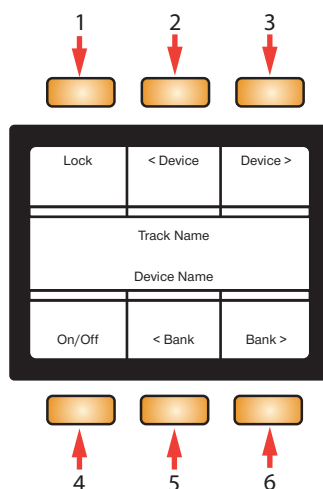 1 2 3
Lock < Device Device >
Track Name
Device Name
On/Off < Bank Bank >
4 5 6